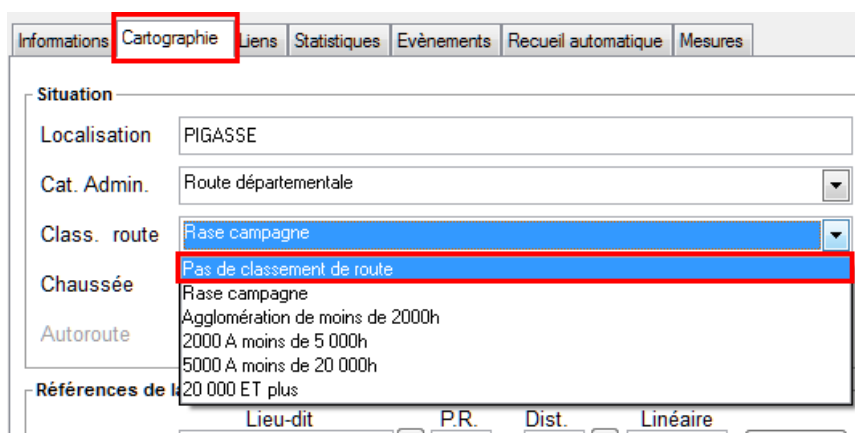 Informations Cartographie Liens Statistiques Evènements Recueil automatique Mesures
Situation
Localisation PIGASSE
Cat. Admin. Route départementale
Class. route Rase campagne
Pas de classement de route
Chaussée
Rase campagne
Agglomération de moins de 2000h
Autoroute
2000 A moins de 5 000h
5000 A moins de 20 000h
Références de 20 000 ET plus
Lieu-dit P.R. Dist. Linéaire